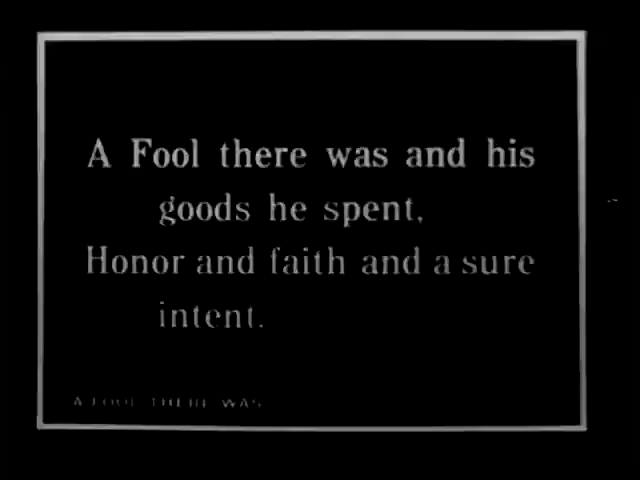 A Fool there was and his
goods he spent,
Honor and faith and a sure
intent.
A FOOL THERE WAS